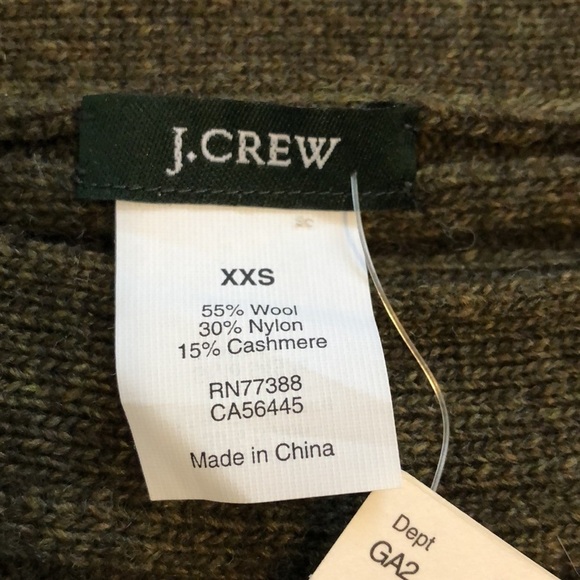 J.CREW
XXS
55% Wool
30% Nylon
15% Cashmere
RN77388
CA56445
Made in China
Dept
GA2